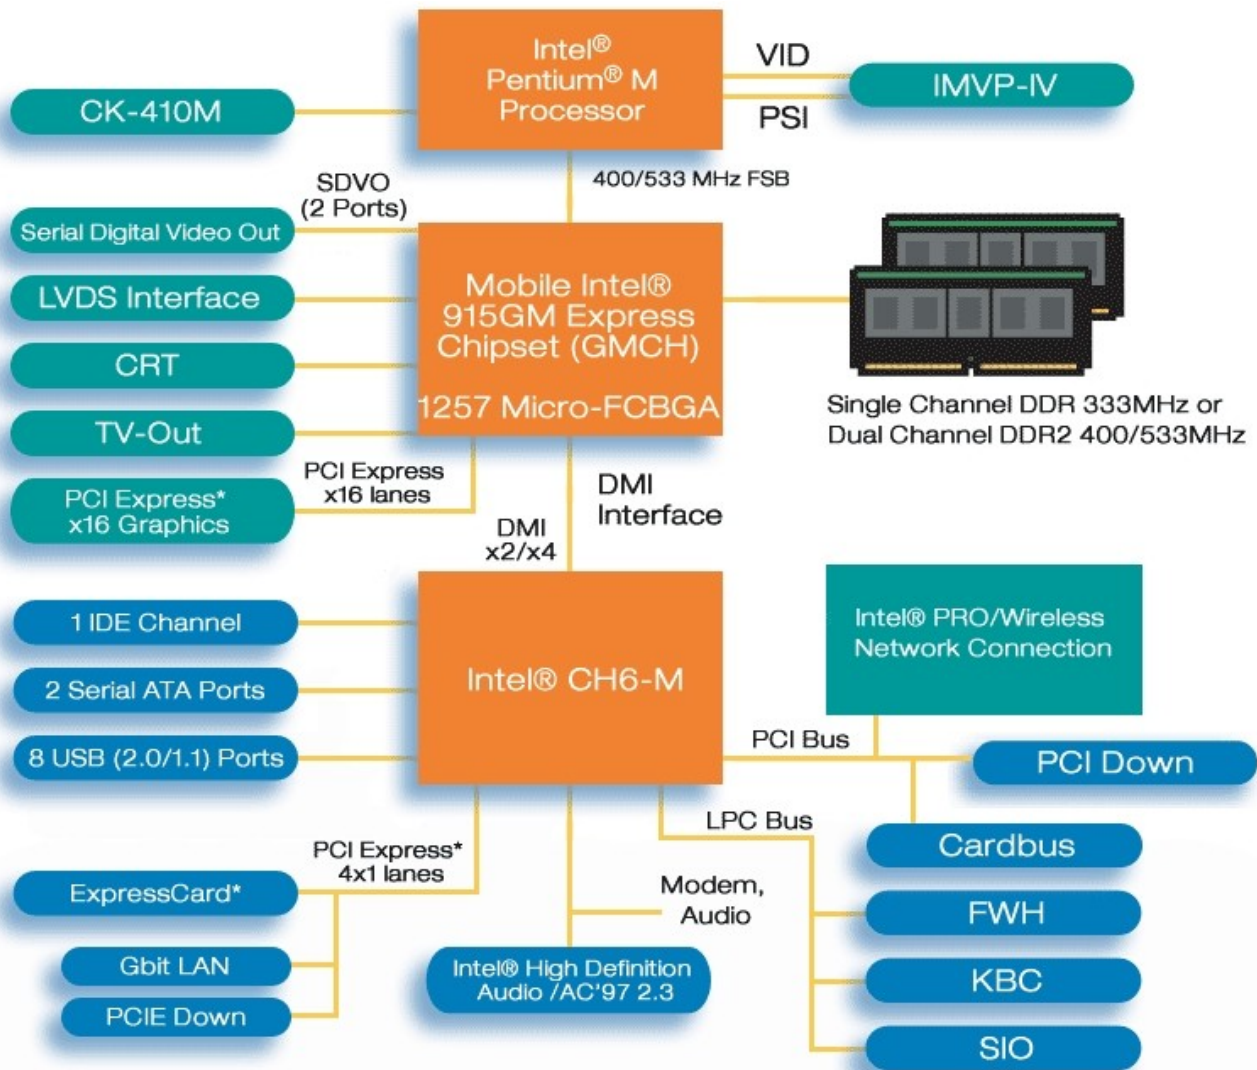 Intel®
Pentium® M
Processor
VID
PSI
IMVP-IV
CK-410M
400/533 MHz FSB
SDVO
(2 Ports)
Serial Digital Video Out
LVDS Interface
CRT
TV-Out
PCI Express*
x16 Graphics
PCI Express
x16 lanes
Mobile Intel®
915GM Express
Chipset (GMCH)
1257 Micro-FCBGA
Single Channel DDR 333MHz or
Dual Channel DDR2 400/533MHz
DMI
Interface
DMI
x2/x4
1 IDE Channel
2 Serial ATA Ports
8 USB (2.0/1.1) Ports
Intel® CH6-M
Intel® PRO/Wireless
Network Connection
PCI Bus
PCI Down
Cardbus
LPC Bus
FWH
KBC
SIO
PCI Express*
4x1 lanes
ExpressCard*
Gbit LAN
PCIE Down
Modem,
Audio
Intel® High Definition
Audio /AC'97 2.3